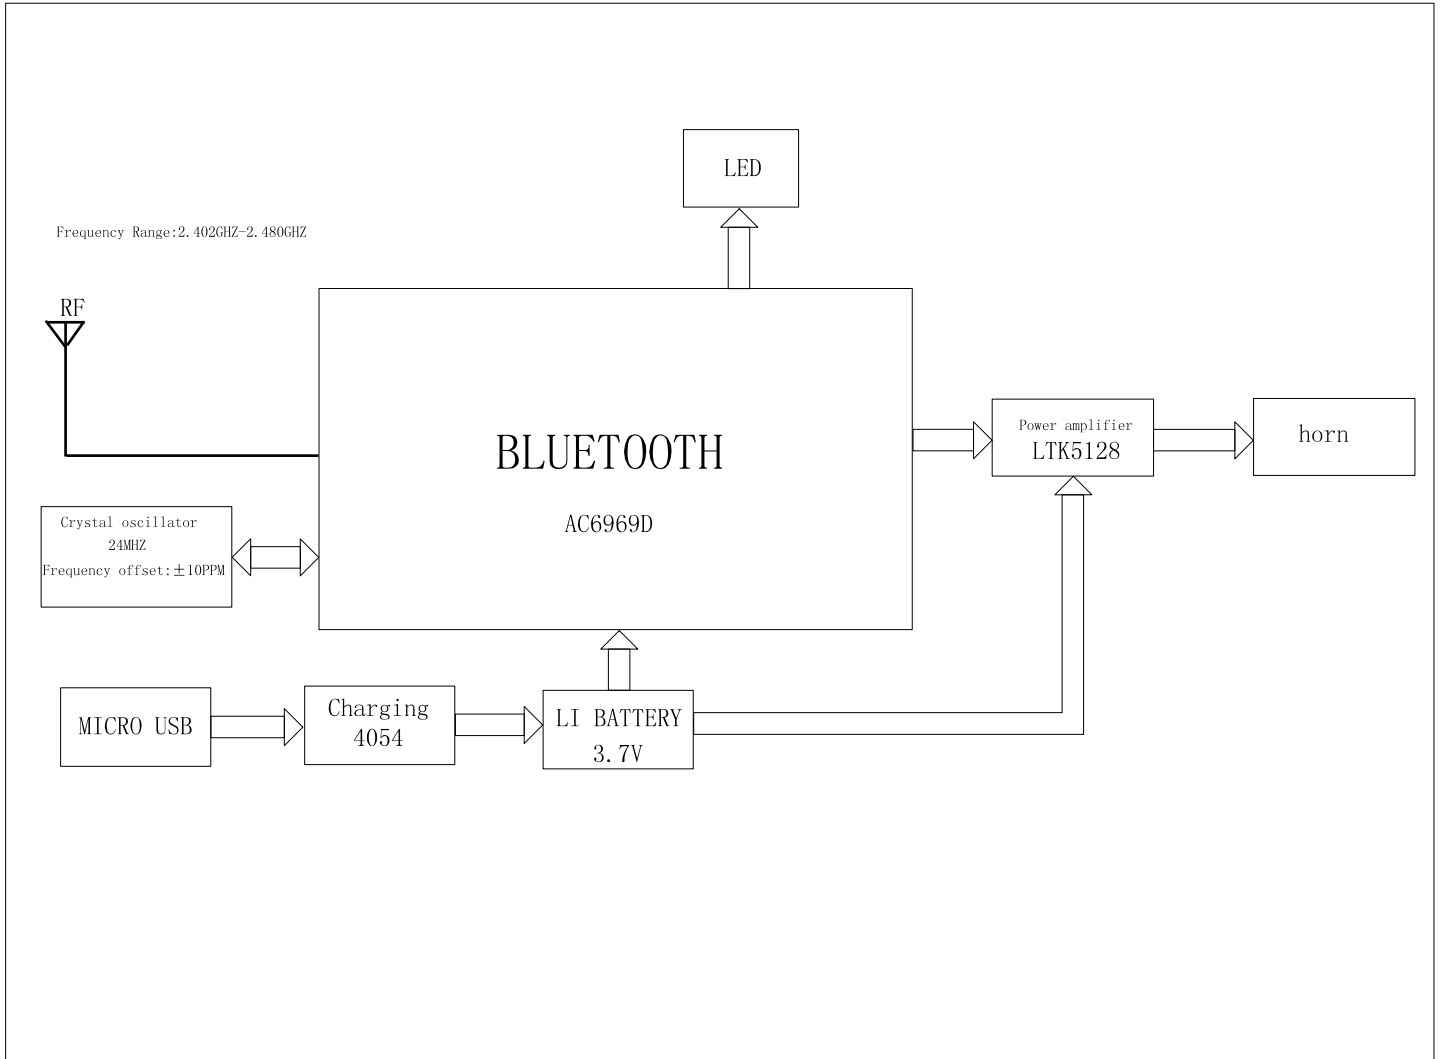 LED
Frequency Range:2.402GHZ-2.480GHZ
RF
Power amplifier
LTK5128
horn
BLUETOOTH
AC6969D
Crystal oscillator
24MHZ
Frequency offset:±10PPM
MICRO USB
Charging
4054
LI BATTERY
3.7V